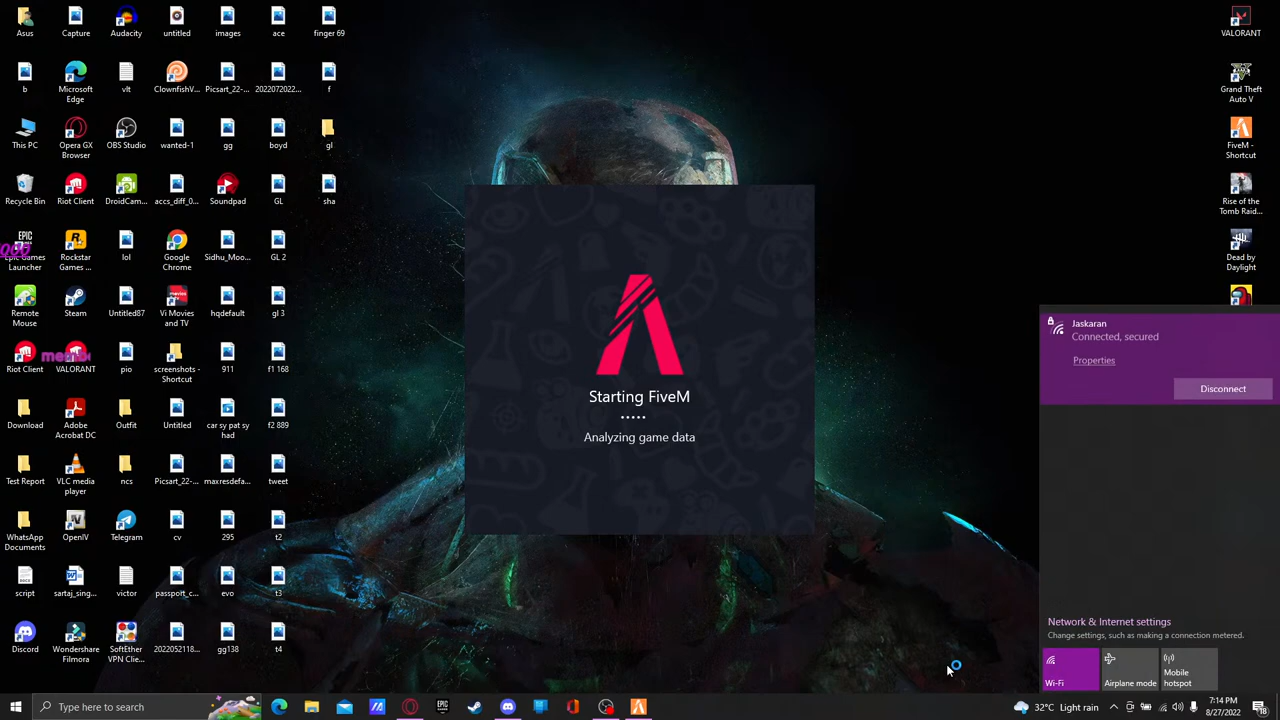 Asus
Capture
Audacity
untitled
images
ace
finger 69
b
Microsoft
Edge
vlt
ClownfishV...
Picsart_22-...
2022072022...
f
This PC
Opera GX
Browser
OBS Studio
wanted-1
gg
boyd
gl
Recycle Bin
Riot Client
DroidCam...
accs_diff_0...
Soundpad
GL
sha
EPIC
Epic Games
Launcher
Rockstar
Games ...
lol
Google
Chrome
Sidhu_Moo...
GL 2
Remote
Mouse
Steam
Untitled87
Vi Movies
and TV
hqdefault
gl 3
Riot Client
VALORANT
pio
screenshots -
Shortcut
911
f1 168
Download
Adobe
Acrobat DC
Outfit
Untitled
car sy pat sy
had
f2 889
Test Report
VLC media
player
ncs
Picsart_22-...
maxresdefa...
tweet
WhatsApp
Documents
OpenIV
Telegram
cv
295
t2
script
sartaj_sing...
victor
passport_c...
evo
t3
Discord
Wondershare
Filmora
SoftEther
VPN Clie...
2022052118...
gg138
t4
Starting FiveM
Analyzing game data
VALORANT
Grand Theft
Auto V
FiveM -
Shortcut
Rise of the
Tomb Raid...
Dead by
Daylight
Jaskaran
Connected, secured
Properties
Disconnect
Network & Internet settings
Change settings, such as making a connection metered.
Wi-Fi
Airplane mode
Mobile
hotspot
Type here to search
32°C Light rain
7:14 PM
8/27/2022
18